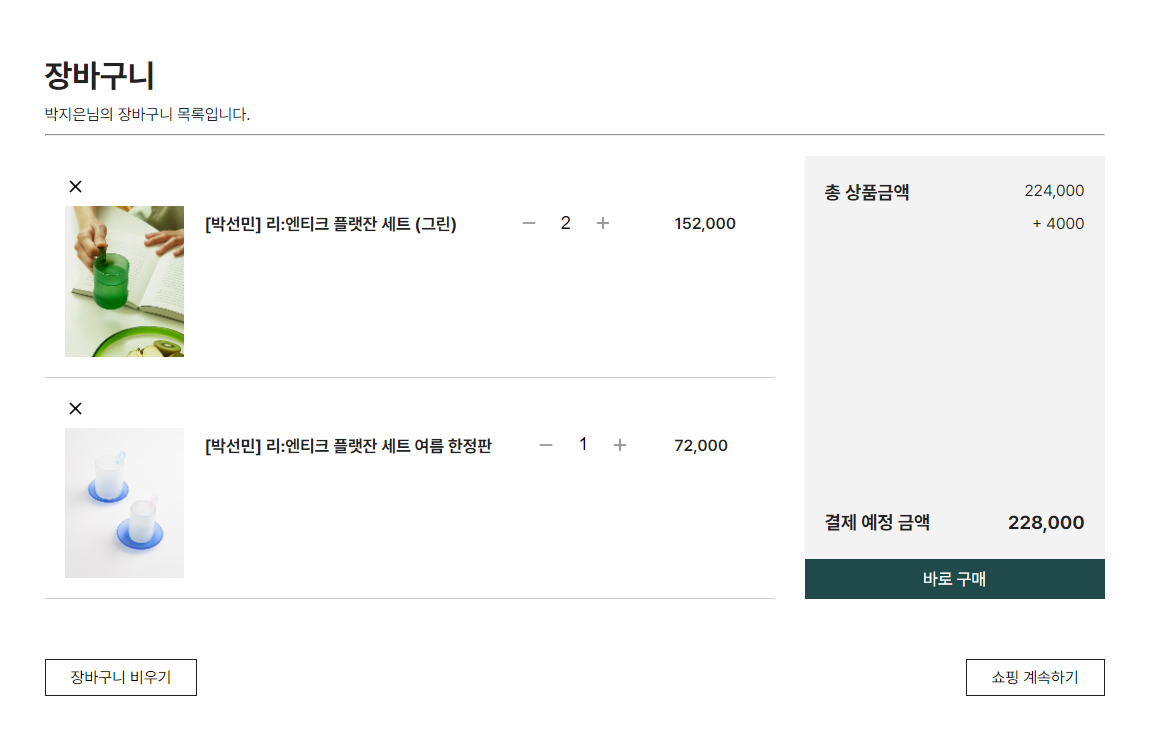 장바구니
박지은님의 장바구니 목록입니다.
[박선민] 리:엔티크 플랫잔 세트 (그린) — 2 + 152,000
[박선민] 리:엔티크 플랫잔 세트 여름 한정판 — 1 + 72,000
총 상품금액 224,000
+ 4000
결제 예정 금액 228,000
바로 구매
장바구니 비우기
쇼핑 계속하기